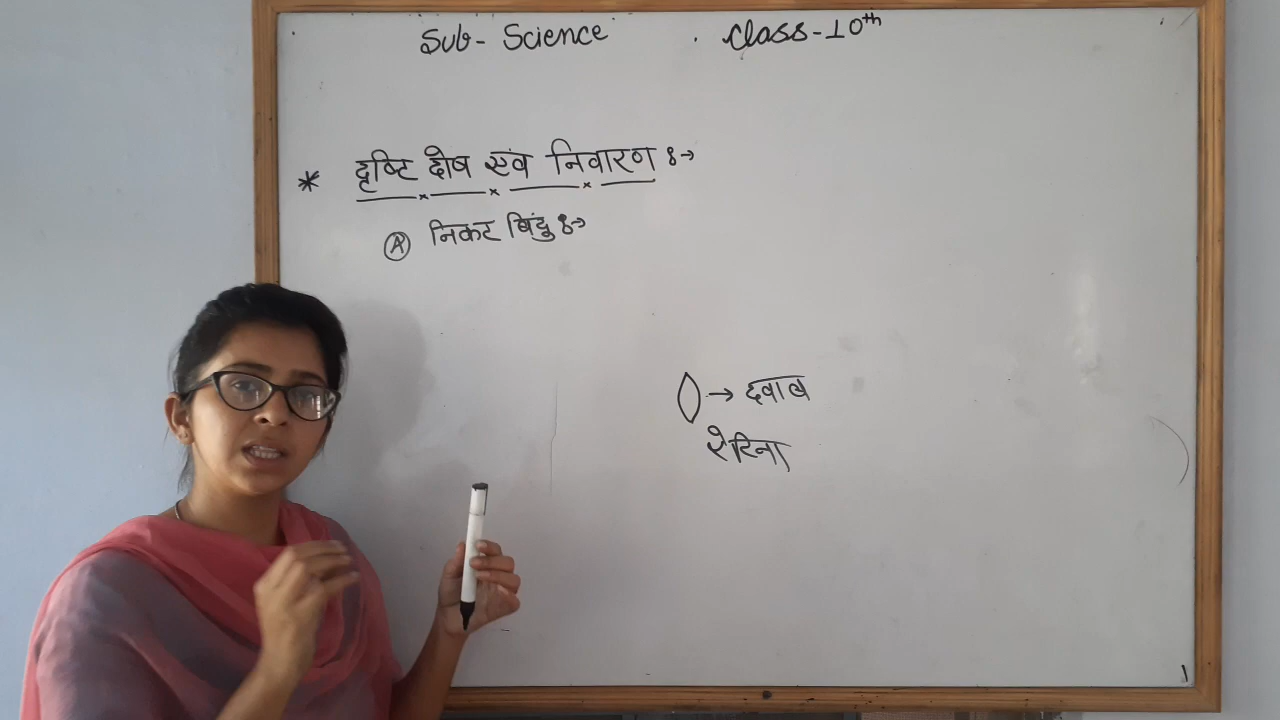 Sub- Science . Class-10th
* दृष्टि दोष एवं निवारण :→
(A) निकट बिंदु :→
→ दबाव
रेटिना